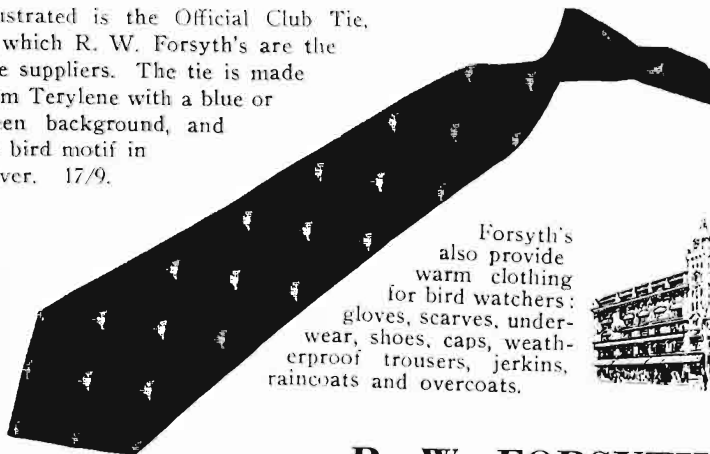 ustrated is the Official Club Tie,
which R. W. Forsyth's are the
e suppliers. The tie is made
m Terylene with a blue or
en background, and
bird motif in
ver. 17/9.
Forsyth's
also provide
warm clothing
for bird watchers:
gloves, scarves, under-
wear, shoes, caps, weath-
erproof trousers, jerkins,
raincoats and overcoats.
R. W. FORSYTH